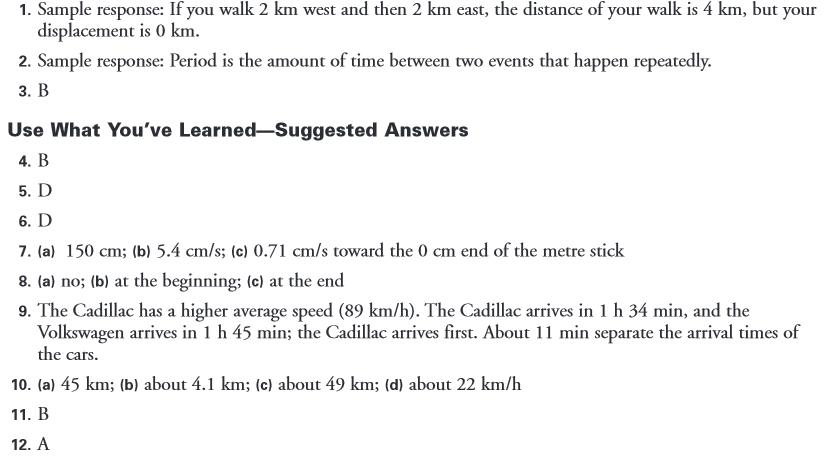 1. Sample response: If you walk 2 km west and then 2 km east, the distance of your walk is 4 km, but your
displacement is 0 km.
2. Sample response: Period is the amount of time between two events that happen repeatedly.
3. B
Use What You've Learned—Suggested Answers
4. B
5. D
6. D
7. (a) 150 cm; (b) 5.4 cm/s; (c) 0.71 cm/s toward the 0 cm end of the metre stick
8. (a) no; (b) at the beginning; (c) at the end
9. The Cadillac has a higher average speed (89 km/h). The Cadillac arrives in 1 h 34 min, and the
Volkswagen arrives in 1 h 45 min; the Cadillac arrives first. About 11 min separate the arrival times of
the cars.
10. (a) 45 km; (b) about 4.1 km; (c) about 49 km; (d) about 22 km/h
11. B
12. A